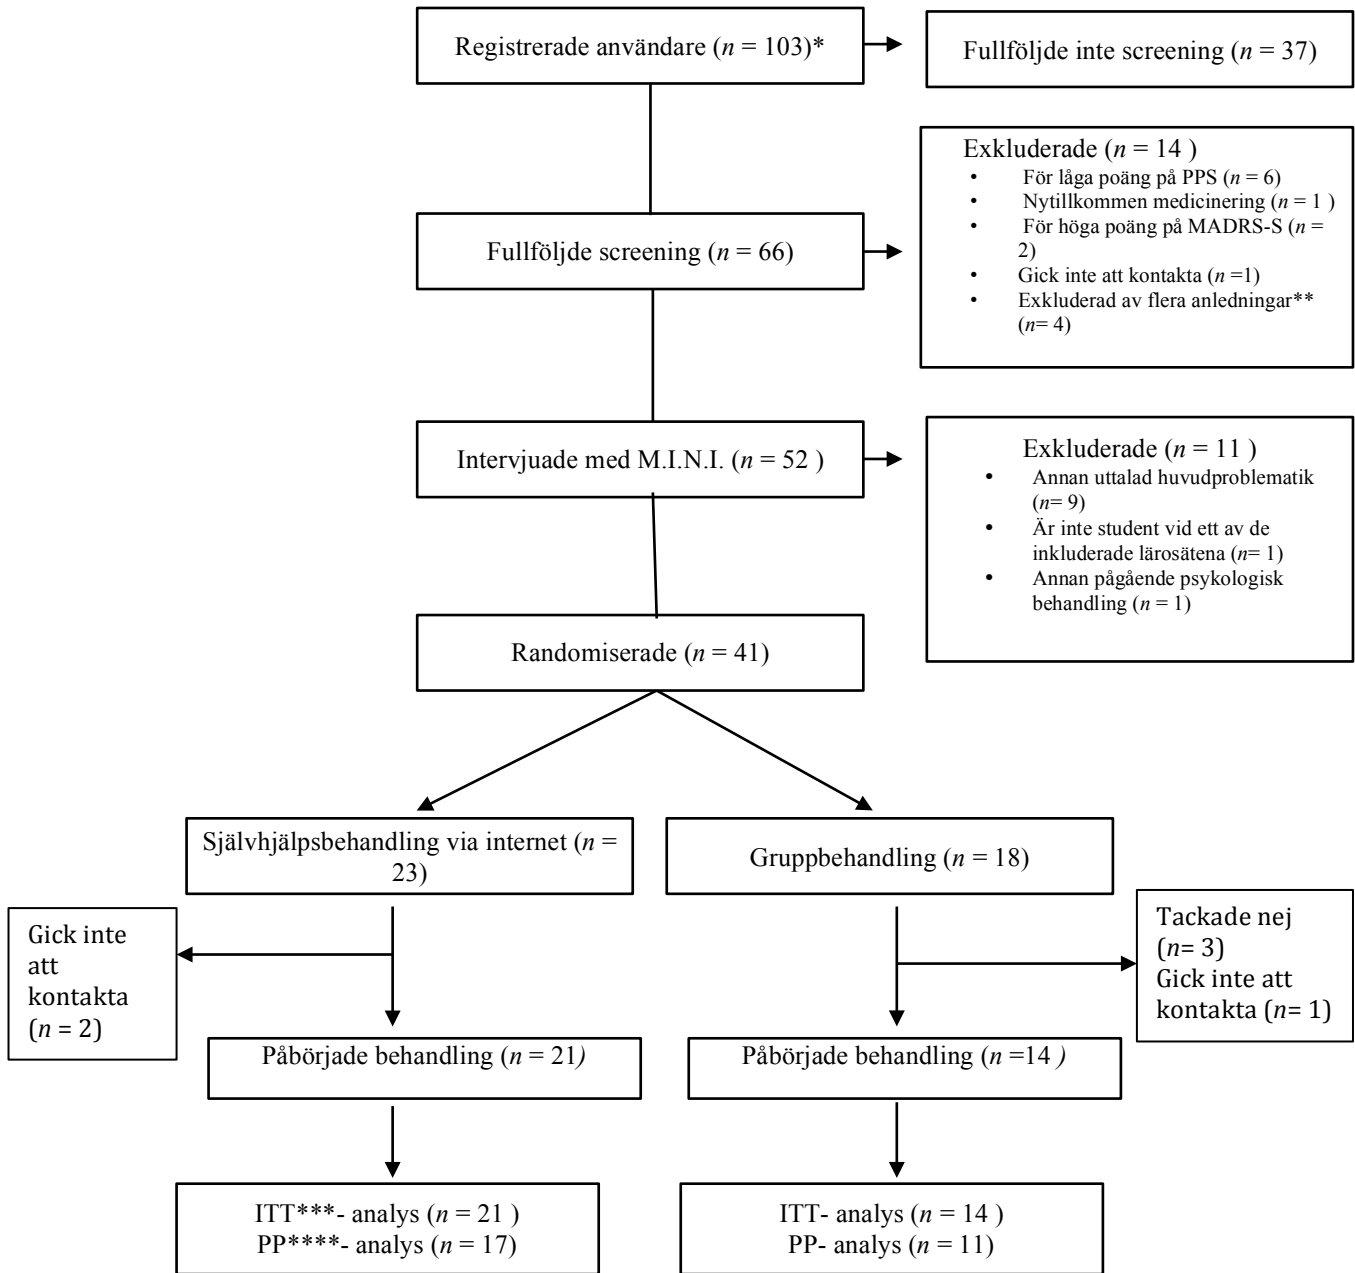 Registrerade användare (n = 103)*
Fullföljde inte screening (n = 37)
Exkluderade (n = 14 )
• För låga poäng på PPS (n = 6)
• Nytillkommen medicinering (n = 1 )
• För höga poäng på MADRS-S (n =
2)
• Gick inte att kontakta (n =1)
• Exkluderad av flera anledningar**
(n= 4)
Fullföljde screening (n = 66)
Intervjuade med M.I.N.I. (n = 52 )
Exkluderade (n = 11 )
• Annan uttalad huvudproblematik
(n= 9)
• Är inte student vid ett av de
inkluderade lärosätena (n= 1)
• Annan pågående psykologisk
behandling (n = 1)
Randomiserade (n = 41)
Självhjälpsbehandling via internet (n =
23)
Gruppbehandling (n = 18)
Gick inte
att
kontakta
(n = 2)
Tackade nej
(n= 3)
Gick inte att
kontakta (n= 1)
Påbörjade behandling (n = 21)
Påbörjade behandling (n =14 )
ITT***- analys (n = 21 )
PP****- analys (n = 17)
ITT- analys (n = 14 )
PP- analys (n = 11)